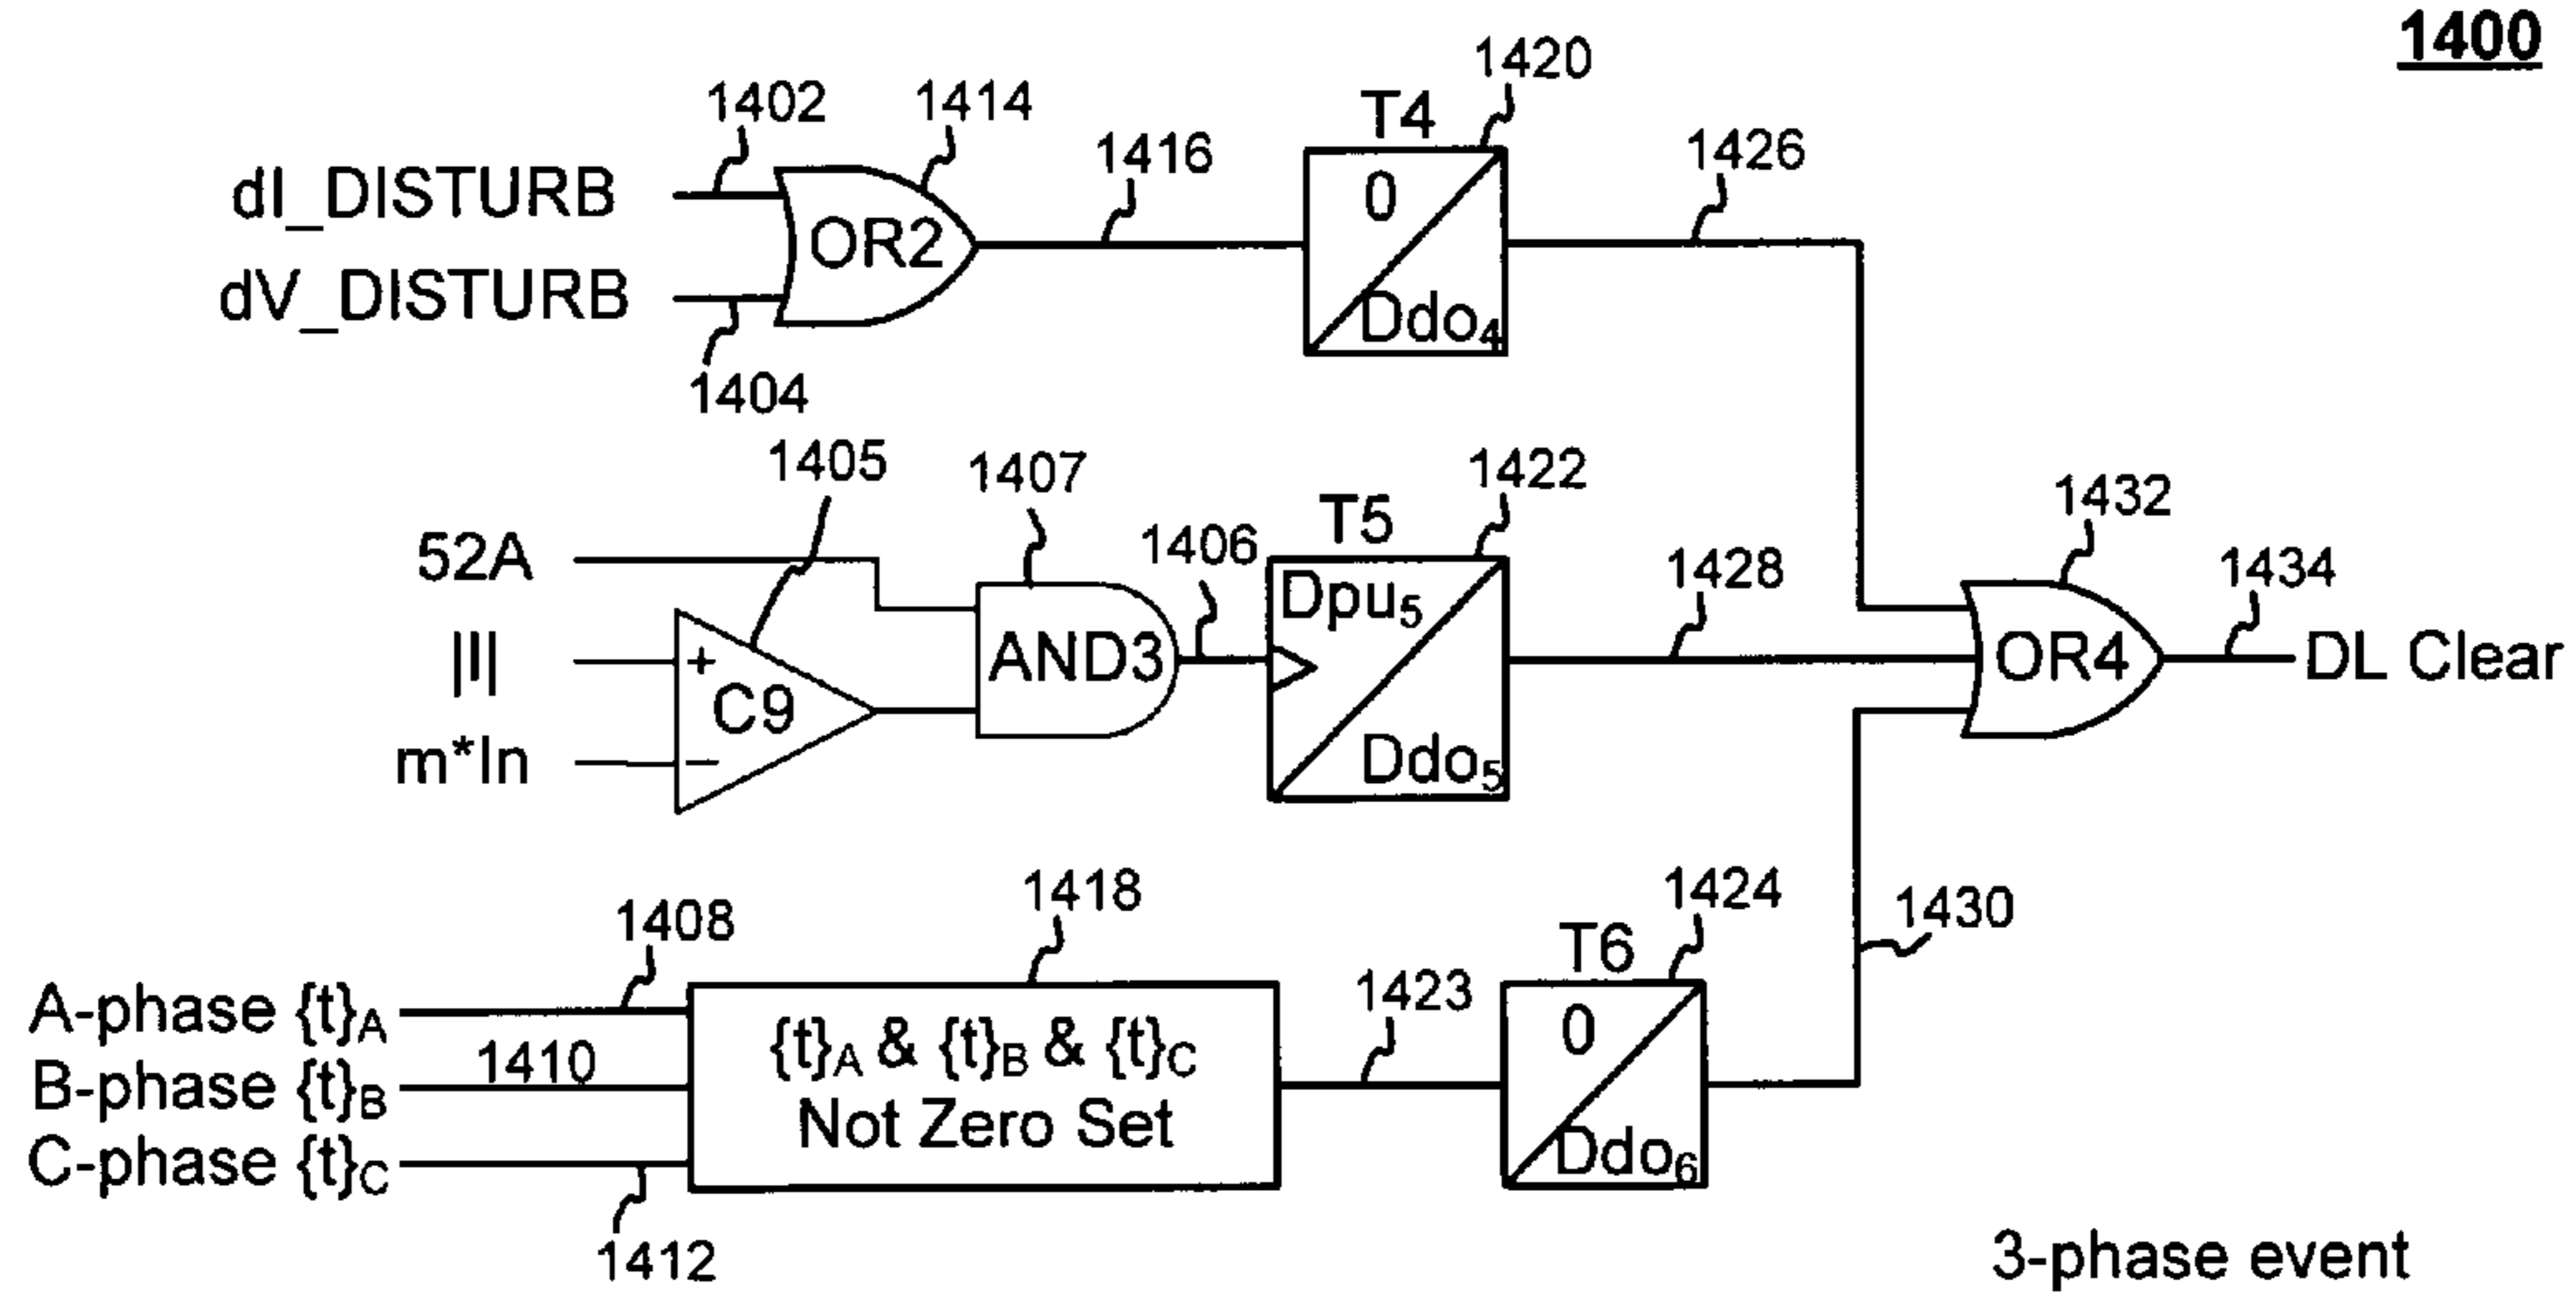 1400
1402
1414
1416
T4
1420
1426
dI_DISTURB
dV_DISTURB
OR2
0
Ddo4
1404
1405
1407
1406
T5
1422
1428
1432
1434
52A
|I|
m*In
+
C9
−
AND3
Dpu5
Ddo5
OR4
DL Clear
1408
1418
1423
T6
1424
1430
A-phase {t}A
B-phase {t}B
C-phase {t}C
1410
{t}A & {t}B & {t}C
Not Zero Set
0
Ddo6
1412
3-phase event